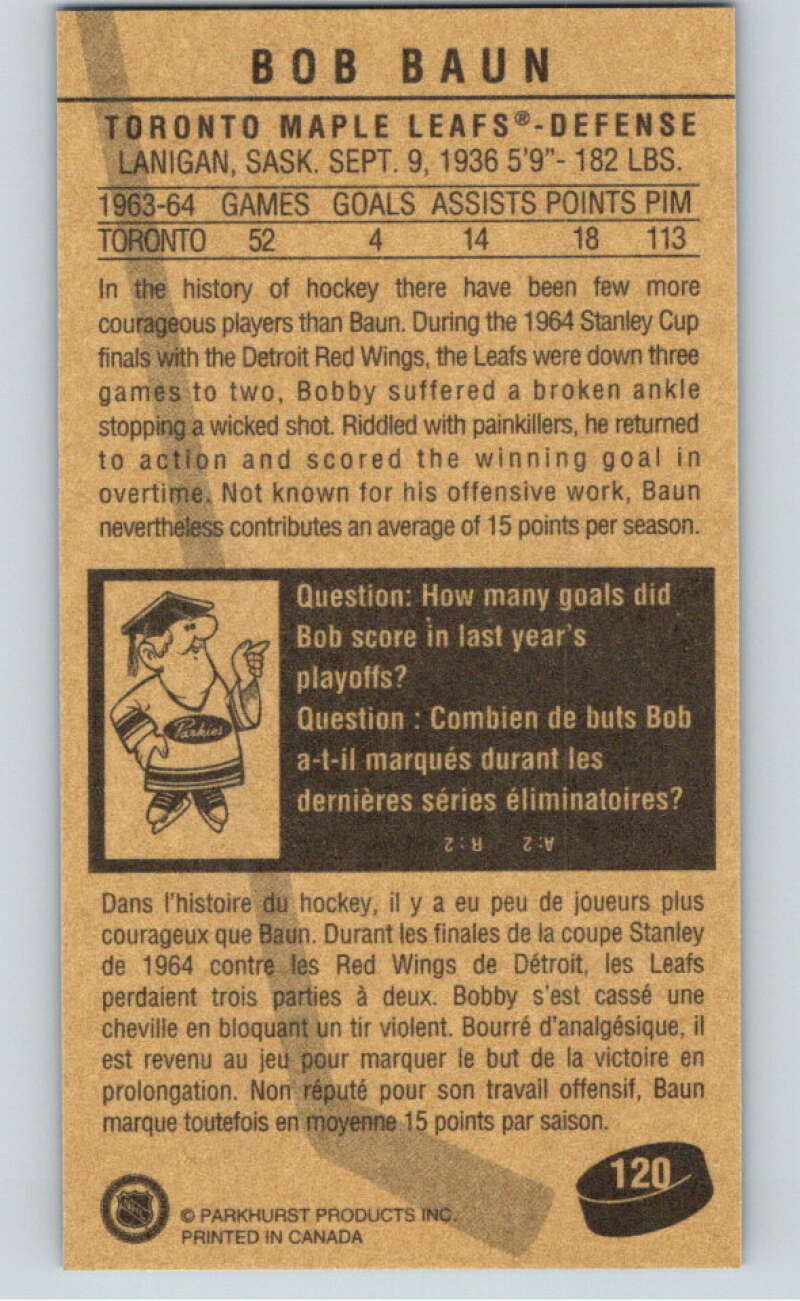 BOB BAUN
TORONTO MAPLE LEAFS®-DEFENSE
LANIGAN, SASK. SEPT. 9, 1936 5'9"- 182 LBS.
1963-64 GAMES GOALS ASSISTS POINTS PIM
TORONTO 52 4 14 18 113
In the history of hockey there have been few more
courageous players than Baun. During the 1964 Stanley Cup
finals with the Detroit Red Wings, the Leafs were down three
games to two, Bobby suffered a broken ankle
stopping a wicked shot. Riddled with painkillers, he returned
to action and scored the winning goal in
overtime. Not known for his offensive work, Baun
nevertheless contributes an average of 15 points per season.
Parkies
Question: How many goals did
Bob score in last year's
playoffs?
Question : Combien de buts Bob
a-t-il marqués durant les
dernières séries éliminatoires?
A:2 R:2
Dans l'histoire du hockey, il y a eu peu de joueurs plus
courageux que Baun. Durant les finales de la coupe Stanley
de 1964 contre les Red Wings de Détroit, les Leafs
perdaient trois parties à deux. Bobby s'est cassé une
cheville en bloquant un tir violent. Bourré d'analgésique, il
est revenu au jeu pour marquer le but de la victoire en
prolongation. Non réputé pour son travail offensif, Baun
marque toutefois en moyenne 15 points par saison.
120
NHL
© PARKHURST PRODUCTS INC.
PRINTED IN CANADA